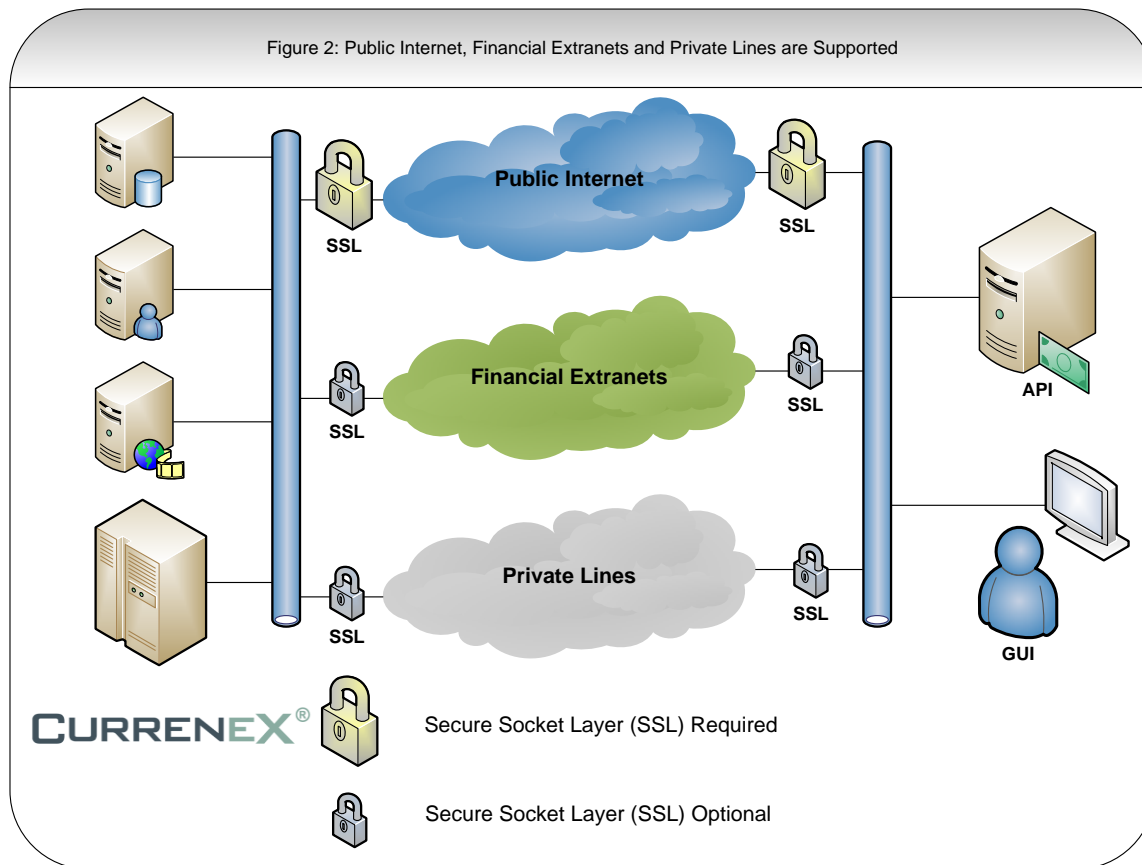 Figure 2: Public Internet, Financial Extranets and Private Lines are Supported
Public Internet
SSL
SSL
Financial Extranets
SSL
SSL
API
Private Lines
SSL
SSL
GUI
CURRENEX®
Secure Socket Layer (SSL) Required
Secure Socket Layer (SSL) Optional